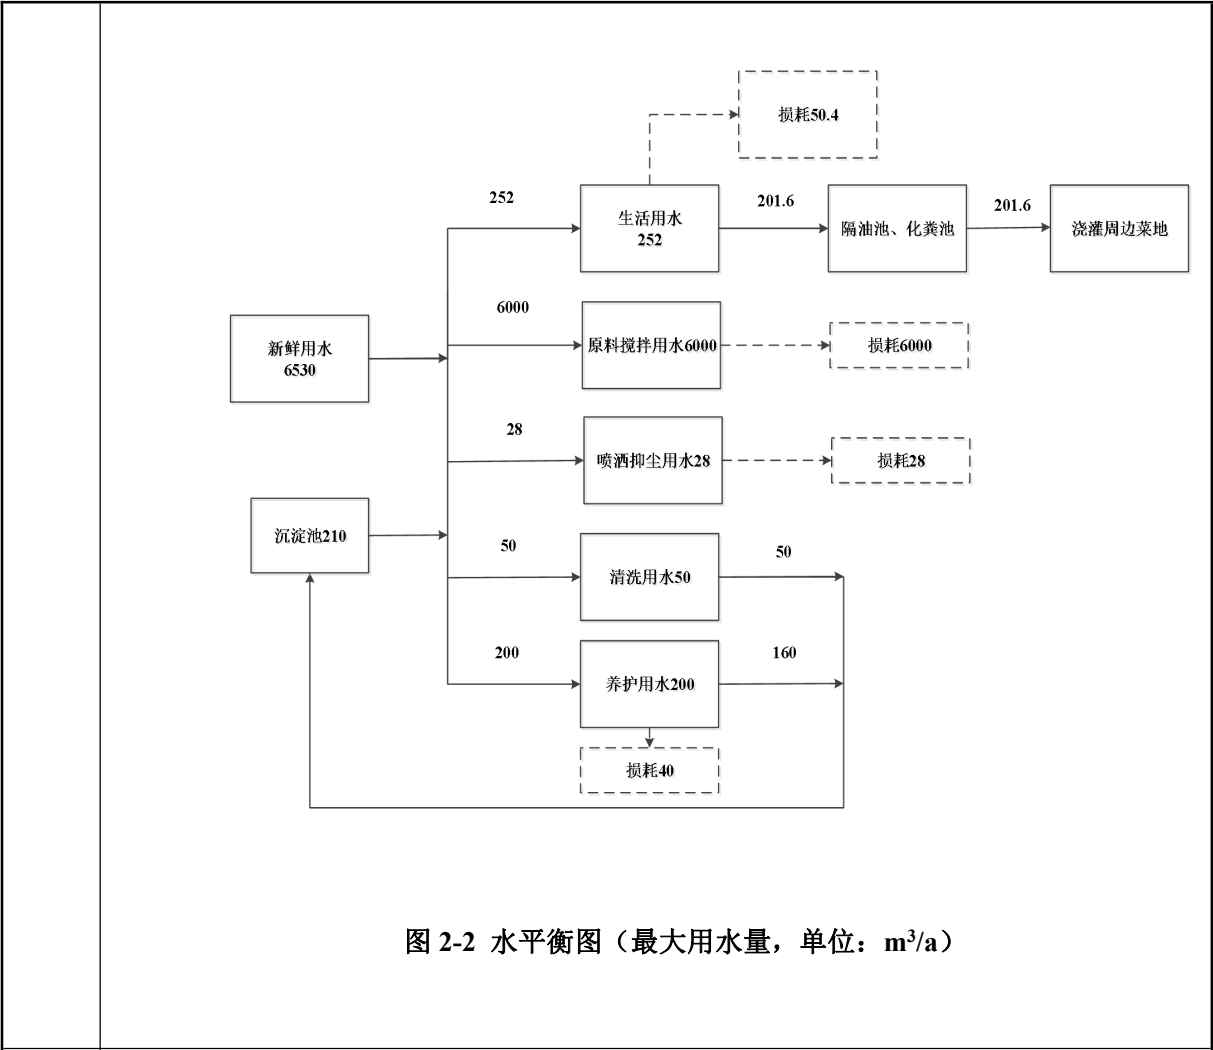 损耗50.4
252
生活用水
252
201.6
隔油池、化粪池
201.6
浇灌周边菜地
新鲜用水
6530
6000
原料搅拌用水6000
损耗6000
28
喷洒抑尘用水28
损耗28
沉淀池210
50
清洗用水50
50
200
养护用水200
160
损耗40
图 2-2 水平衡图（最大用水量，单位：m³/a）